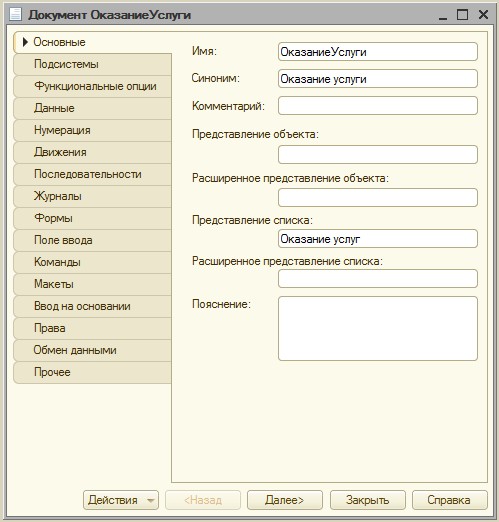 Документ ОказаниеУслуги
Основные
Подсистемы
Функциональные опции
Данные
Нумерация
Движения
Последовательности
Журналы
Формы
Поле ввода
Команды
Макеты
Ввод на основании
Права
Обмен данными
Прочее
Имя: ОказаниеУслуги
Синоним: Оказание услуги
Комментарий:
Представление объекта:
Расширенное представление объекта:
Представление списка:
Оказание услуг
Расширенное представление списка:
Пояснение:
Действия <Назад Далее> Закрыть Справка